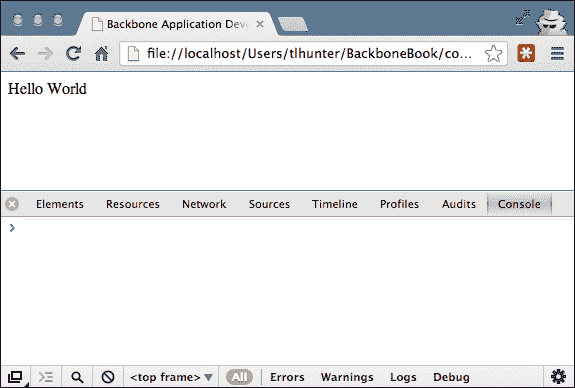 Backbone Application Deve
file://localhost/Users/tlhunter/BackboneBook/co...
Hello World
Elements Resources Network Sources Timeline Profiles Audits Console
<top frame> All Errors Warnings Logs Debug